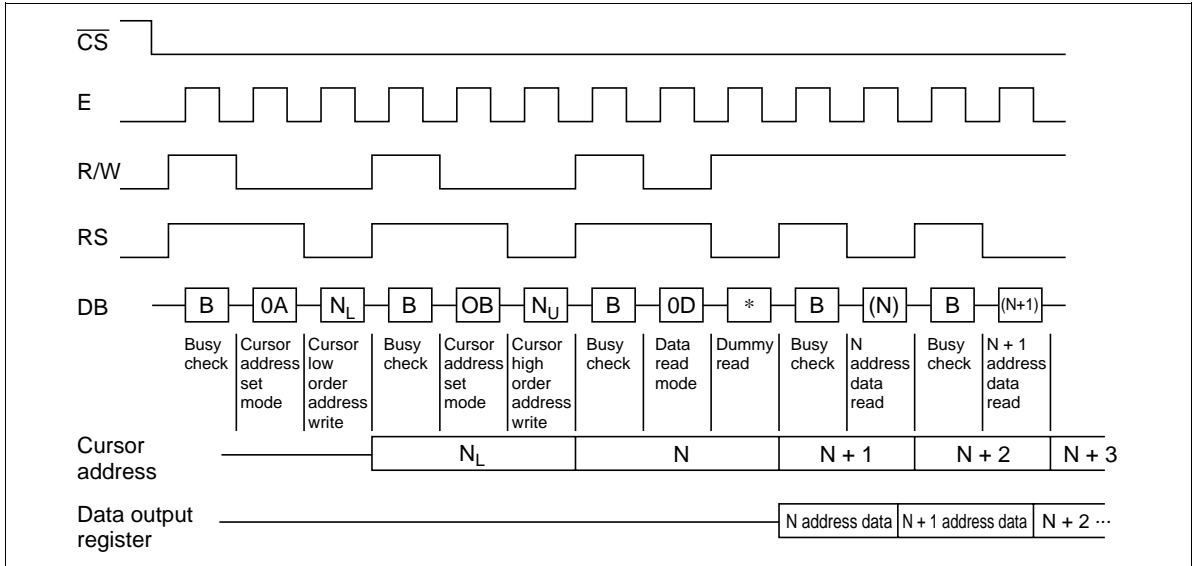 CS
E
R/W
RS
DB
B 0A NL B OB NU B 0D * B (N) B (N+1)
Busy check
Cursor address set mode
Cursor low order address write
Busy check
Cursor address set mode
Cursor high order address write
Busy check
Data read mode
Dummy read
Busy check
N address data read
Busy check
N + 1 address data read
Cursor address
NL N N + 1 N + 2 N + 3
Data output register
N address data N + 1 address data N + 2 ···